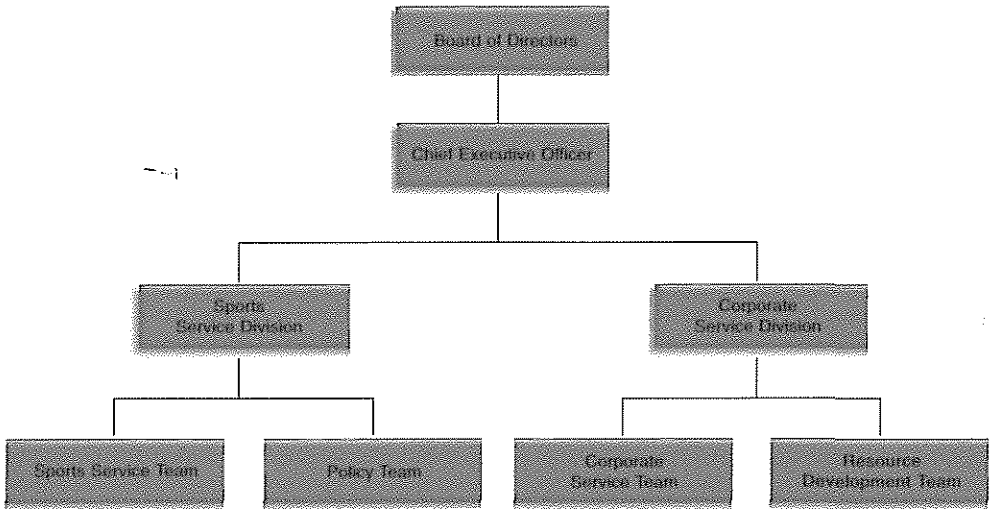 Board of Directors
Chief Executive Officer
Sports
Service Division
Corporate
Service Division
Sports Service Team
Policy Team
Corporate
Service Team
Resource
Development Team